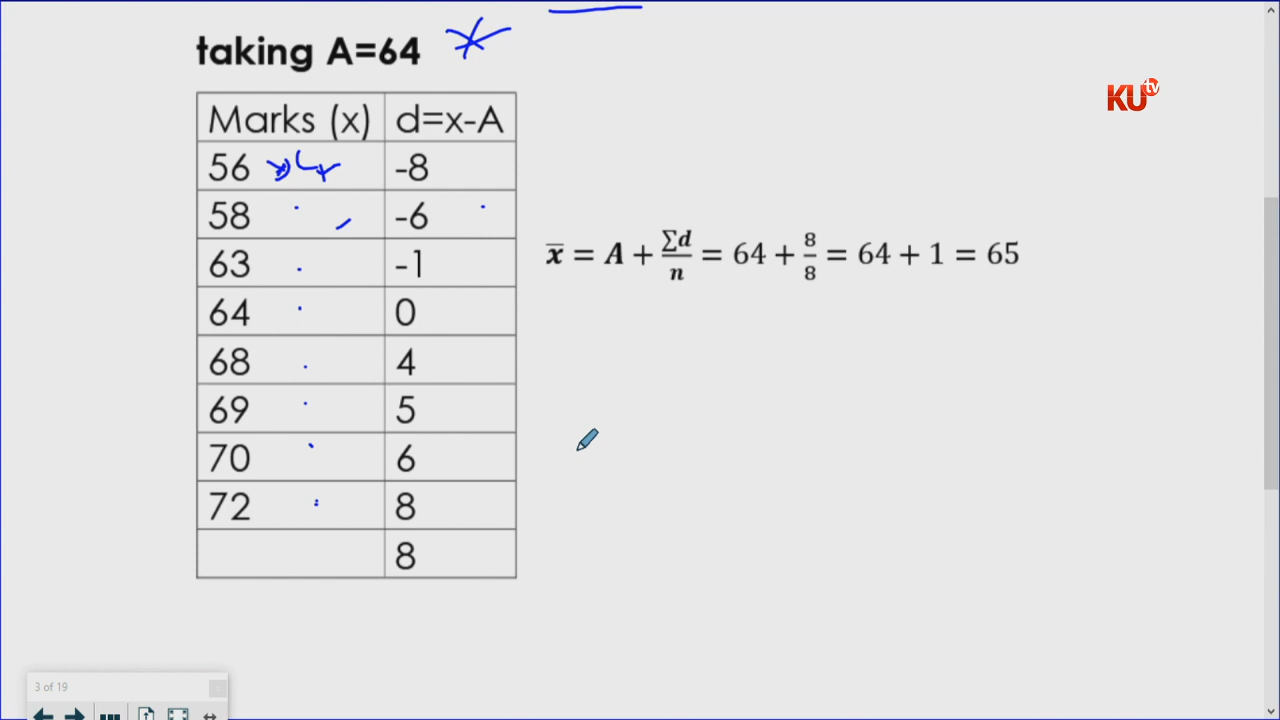 taking A=64
KU tv
Marks (x) d=x-A
56 -8
58 -6
63 -1
64 0
68 4
69 5
70 6
72 8
8
x̅ = A + ∑d/n = 64 + 8/8 = 64 + 1 = 65
3 of 19